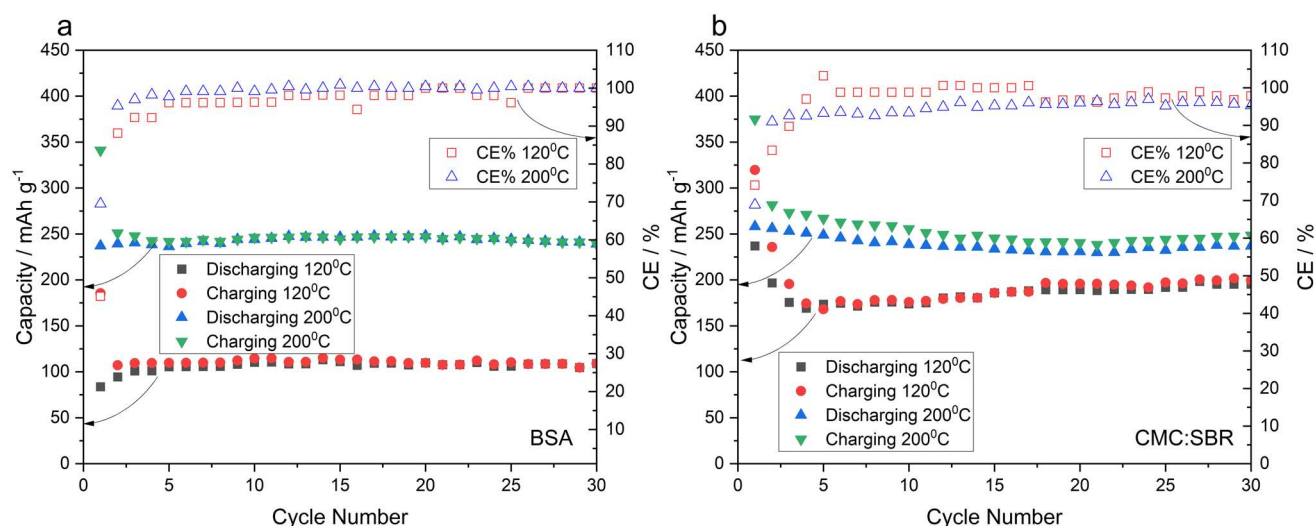 a
Capacity / mAh g⁻¹
450
400
350
300
250
200
150
100
50
0
110
100
90
80
70
60
50
40
30
20
10
CE / %
CE% 120⁰C
CE% 200⁰C
Discharging 120⁰C
Charging 120⁰C
Discharging 200⁰C
Charging 200⁰C
BSA
0 5 10 15 20 25 30
Cycle Number
b
Capacity / mAh g⁻¹
450
400
350
300
250
200
150
100
50
0
110
100
90
80
70
60
50
40
30
20
10
0
CE / %
CE% 120⁰C
CE% 200⁰C
Discharging 120⁰C
Charging 120⁰C
Discharging 200⁰C
Charging 200⁰C
CMC:SBR
0 5 10 15 20 25 30
Cycle Number